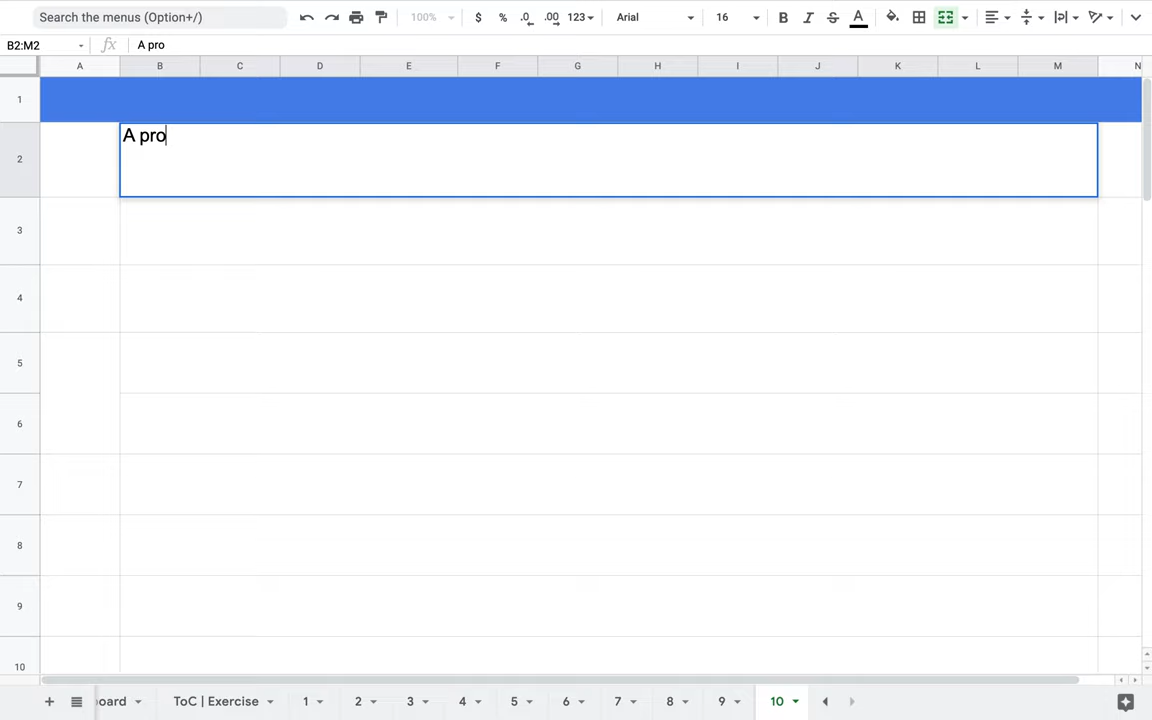 Search the menus (Option+/) 100% $ % .0 .00 123 Arial 16 B I S A
B2:M2 fx A pro
A B C D E F G H I J K L M N
1
2 A pro
3
4
5
6
7
8
9
10
board ToC | Exercise 1 2 3 4 5 6 7 8 9 10